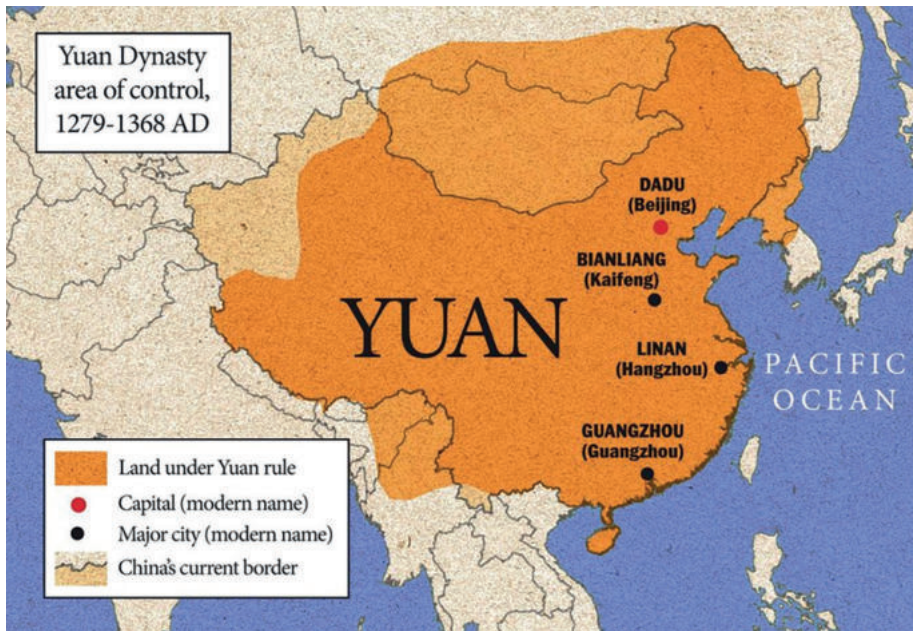 Yuan Dynasty
area of control,
1279-1368 AD
DADU
(Beijing)
BIANLIANG
(Kaifeng)
YUAN
LINAN
(Hangzhou)
PACIFIC
OCEAN
GUANGZHOU
(Guangzhou)
Land under Yuan rule
Capital (modern name)
Major city (modern name)
China's current border